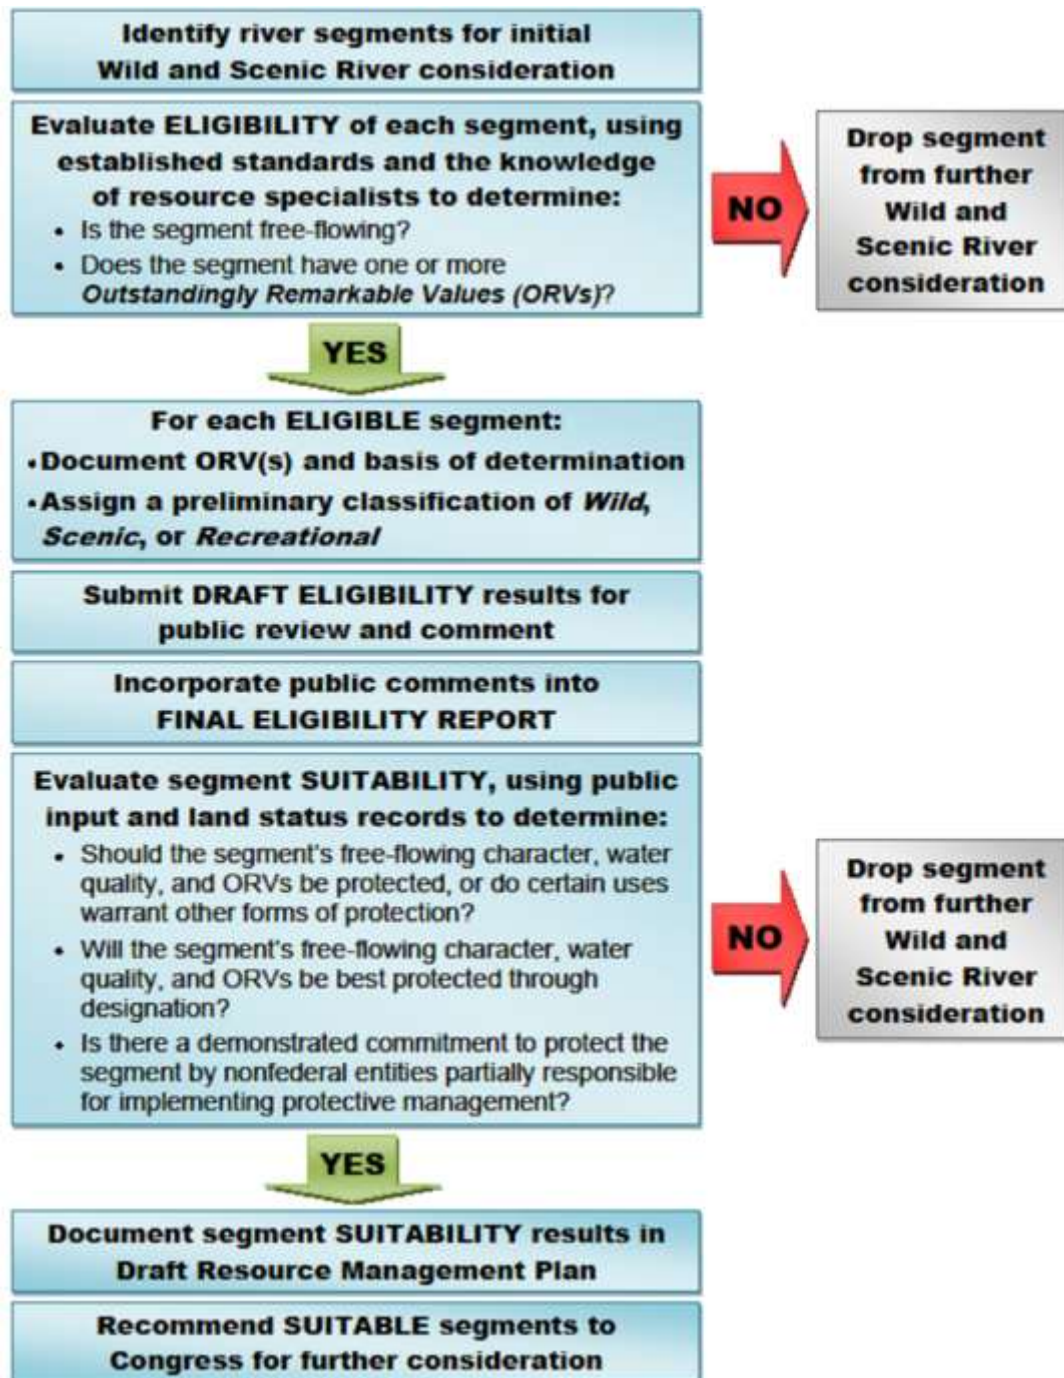 Identify river segments for initial
Wild and Scenic River consideration
Evaluate ELIGIBILITY of each segment, using
established standards and the knowledge
of resource specialists to determine:
• Is the segment free-flowing?
• Does the segment have one or more
Outstandingly Remarkable Values (ORVs)?
NO
Drop segment
from further
Wild and
Scenic River
consideration
YES
For each ELIGIBLE segment:
•Document ORV(s) and basis of determination
•Assign a preliminary classification of Wild,
Scenic, or Recreational
Submit DRAFT ELIGIBILITY results for
public review and comment
Incorporate public comments into
FINAL ELIGIBILITY REPORT
Evaluate segment SUITABILITY, using public
input and land status records to determine:
• Should the segment's free-flowing character, water
quality, and ORVs be protected, or do certain uses
warrant other forms of protection?
• Will the segment's free-flowing character, water
quality, and ORVs be best protected through
designation?
• Is there a demonstrated commitment to protect the
segment by nonfederal entities partially responsible
for implementing protective management?
NO
Drop segment
from further
Wild and
Scenic River
consideration
YES
Document segment SUITABILITY results in
Draft Resource Management Plan
Recommend SUITABLE segments to
Congress for further consideration